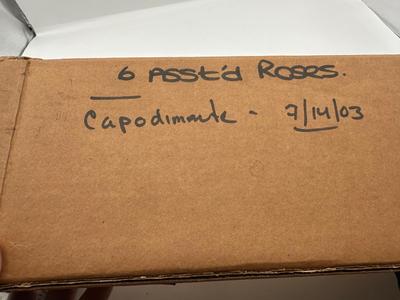 6 Asst'd Roses.
Capodimonte - 7/14/03